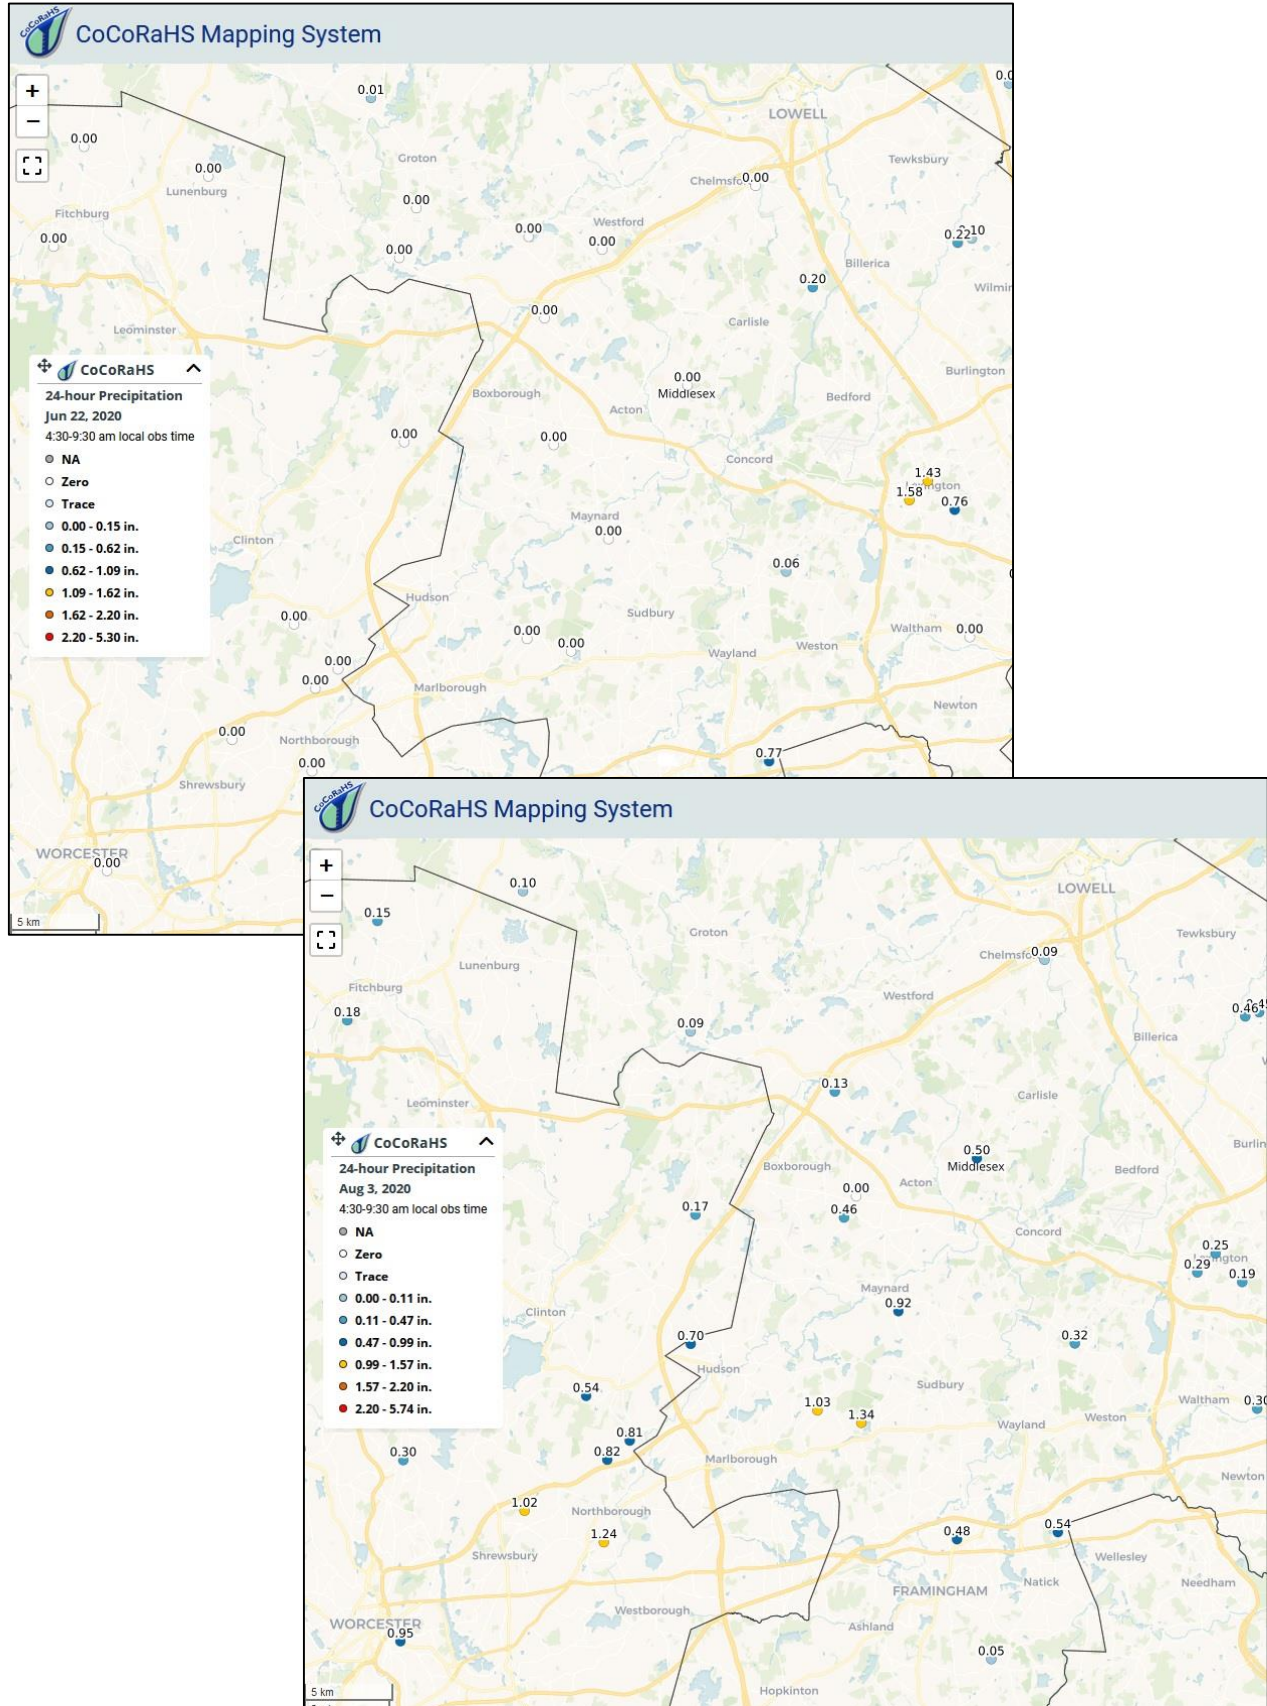 CoCoRaHS
CoCoRaHS Mapping System
+
−
0.01
LOWELL
0.00
Groton
Tewksbury
0.00
Lunenburg
Chelmsfo
0.00
0.00
Fitchburg
0.00
0.00
Westford
0.00
0.00
0.22
10
0.00
Billerica
0.20
Wilmin
0.00
Carlisle
Leominster
CoCoRaHS
24-hour Precipitation
Jun 22, 2020
4:30-9:30 am local obs time
NA
Zero
Trace
0.00 - 0.15 in.
0.15 - 0.62 in.
0.62 - 1.09 in.
1.09 - 1.62 in.
1.62 - 2.20 in.
2.20 - 5.30 in.
Burlington
0.00
Middlesex
Boxborough
Acton
Bedford
0.00
0.00
Concord
1.43
1.58
ngton
0.76
Maynard
0.00
Clinton
0.06
Hudson
0.00
Sudbury
0.00
0.00
Waltham
0.00
Weston
Wayland
0.00
0.00
Marlborough
Newton
0.00
Northborough
0.77
0.00
Shrewsbury
WORCESTER
0.00
5 km
CoCoRaHS
CoCoRaHS Mapping System
+
−
0.10
LOWELL
0.15
Groton
Tewksbury
Chelmsfo
0.09
Lunenburg
Fitchburg
Westford
0.18
0.46
0.09
Billerica
0.13
Carlisle
Leominster
CoCoRaHS
24-hour Precipitation
Aug 3, 2020
4:30-9:30 am local obs time
NA
Zero
Trace
0.00 - 0.11 in.
0.11 - 0.47 in.
0.47 - 0.99 in.
0.99 - 1.57 in.
1.57 - 2.20 in.
2.20 - 5.74 in.
Burlin
0.50
Middlesex
Boxborough
Bedford
0.00
Acton
0.17
0.46
Concord
0.25
0.29
ngton
0.19
Maynard
0.92
Clinton
0.70
0.32
Hudson
0.54
Sudbury
1.03
1.34
Waltham
0.30
Weston
Wayland
0.81
0.82
0.30
Marlborough
Newton
1.02
Northborough
1.24
0.48
0.54
Shrewsbury
Wellesley
Natick
Needham
FRAMINGHAM
Westborough
WORCESTER
0.95
Ashland
0.05
Hopkinton
5 km